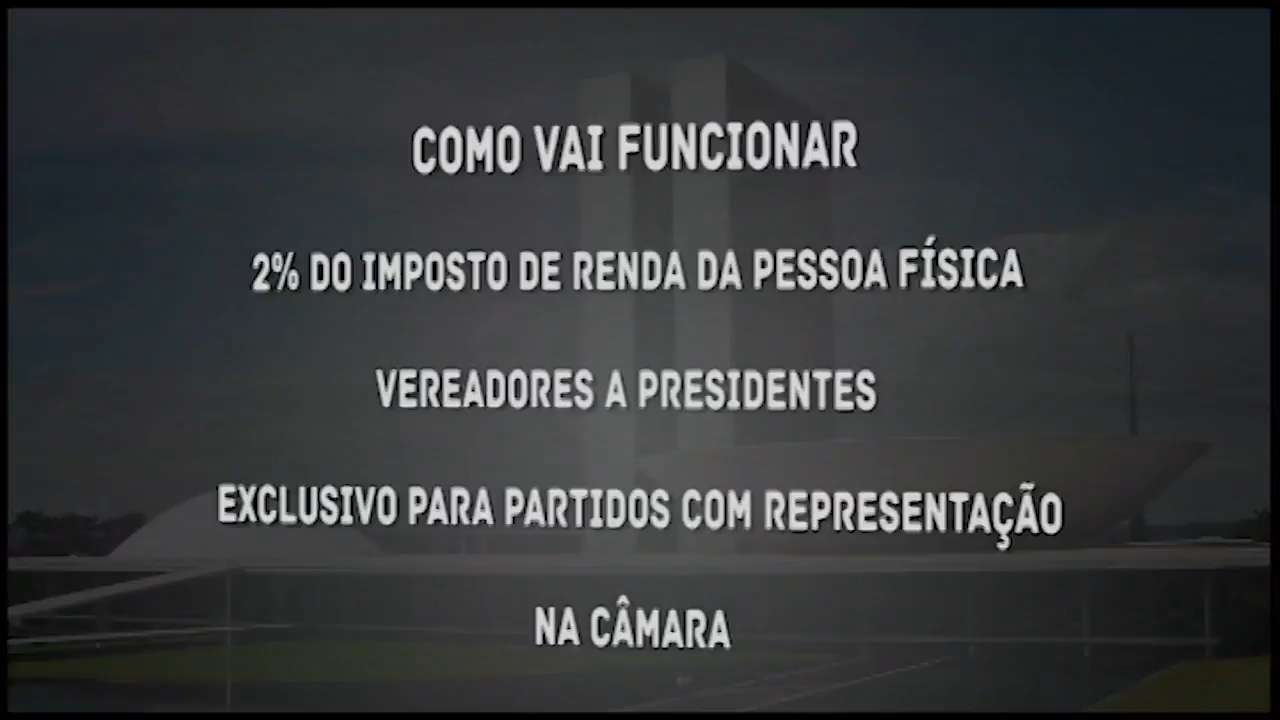 COMO VAI FUNCIONAR
2% DO IMPOSTO DE RENDA DA PESSOA FÍSICA
VEREADORES A PRESIDENTES
EXCLUSIVO PARA PARTIDOS COM REPRESENTAÇÃO
NA CÂMARA